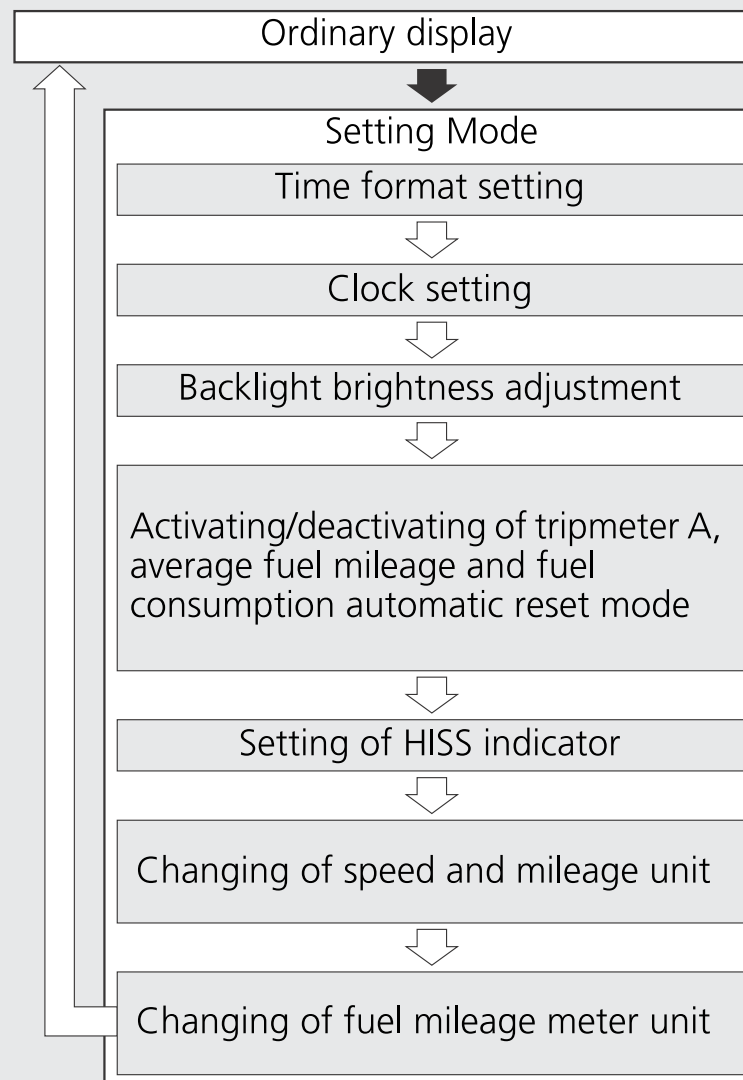 Ordinary display
Setting Mode
Time format setting
Clock setting
Backlight brightness adjustment
Activating/deactivating of tripmeter A,
average fuel mileage and fuel
consumption automatic reset mode
Setting of HISS indicator
Changing of speed and mileage unit
Changing of fuel mileage meter unit